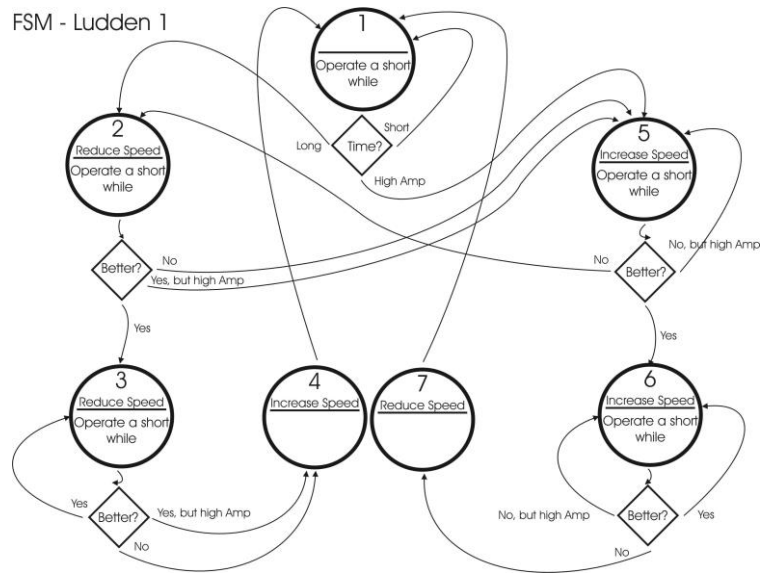 FSM - Ludden 1
1
Operate a short
while
Time?
Long
Short
High Amp
2
Reduce Speed
Operate a short
while
Better?
No
Yes, but high Amp
Yes
5
Increase Speed
Operate a short
while
Better?
No
No, but high Amp
Yes
3
Reduce Speed
Operate a short
while
Better?
Yes
Yes, but high Amp
No
4
Increase Speed
7
Reduce Speed
6
Increase Speed
Operate a short
while
Better?
No, but high Amp
Yes
No